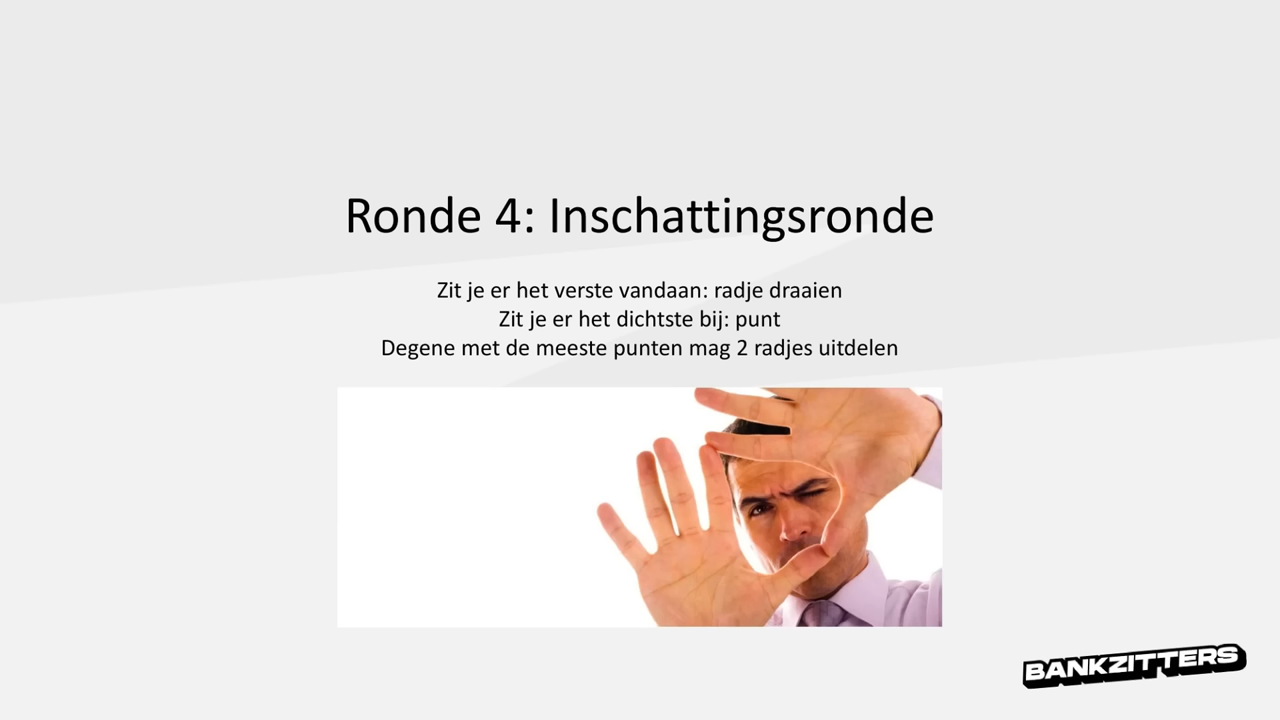 Ronde 4: Inschattingsronde
Zit je er het verste vandaan: radje draaien
Zit je er het dichtste bij: punt
Degene met de meeste punten mag 2 radjes uitdelen
BANKZITTERS